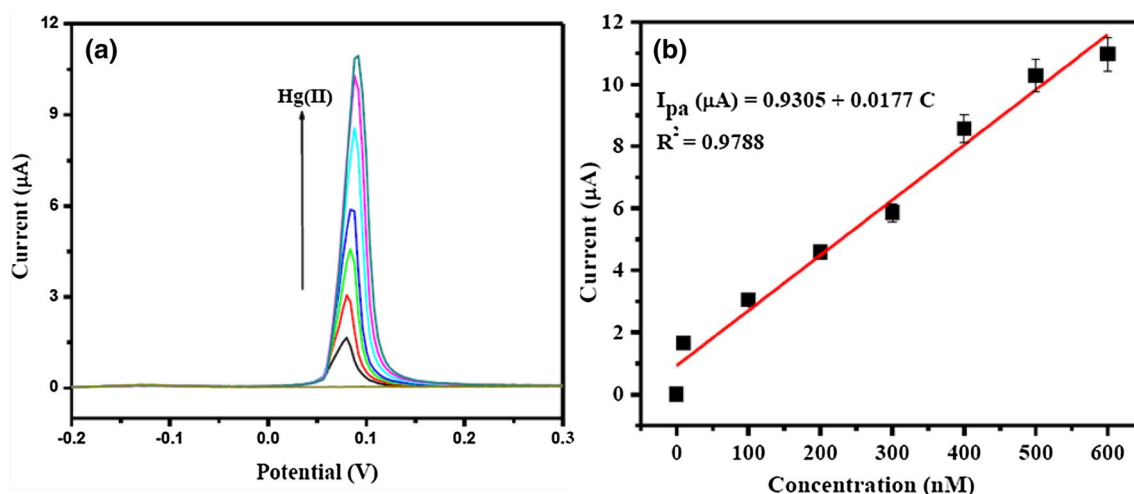 (a)
Hg(II)
12
9
6
3
0
-0.2
-0.1
0.0
0.1
0.2
0.3
Current (µA)
Potential (V)
(b)
I_pa (µA) = 0.9305 + 0.0177 C
R² = 0.9788
12
10
8
6
4
2
0
0
100
200
300
400
500
600
Current (µA)
Concentration (nM)